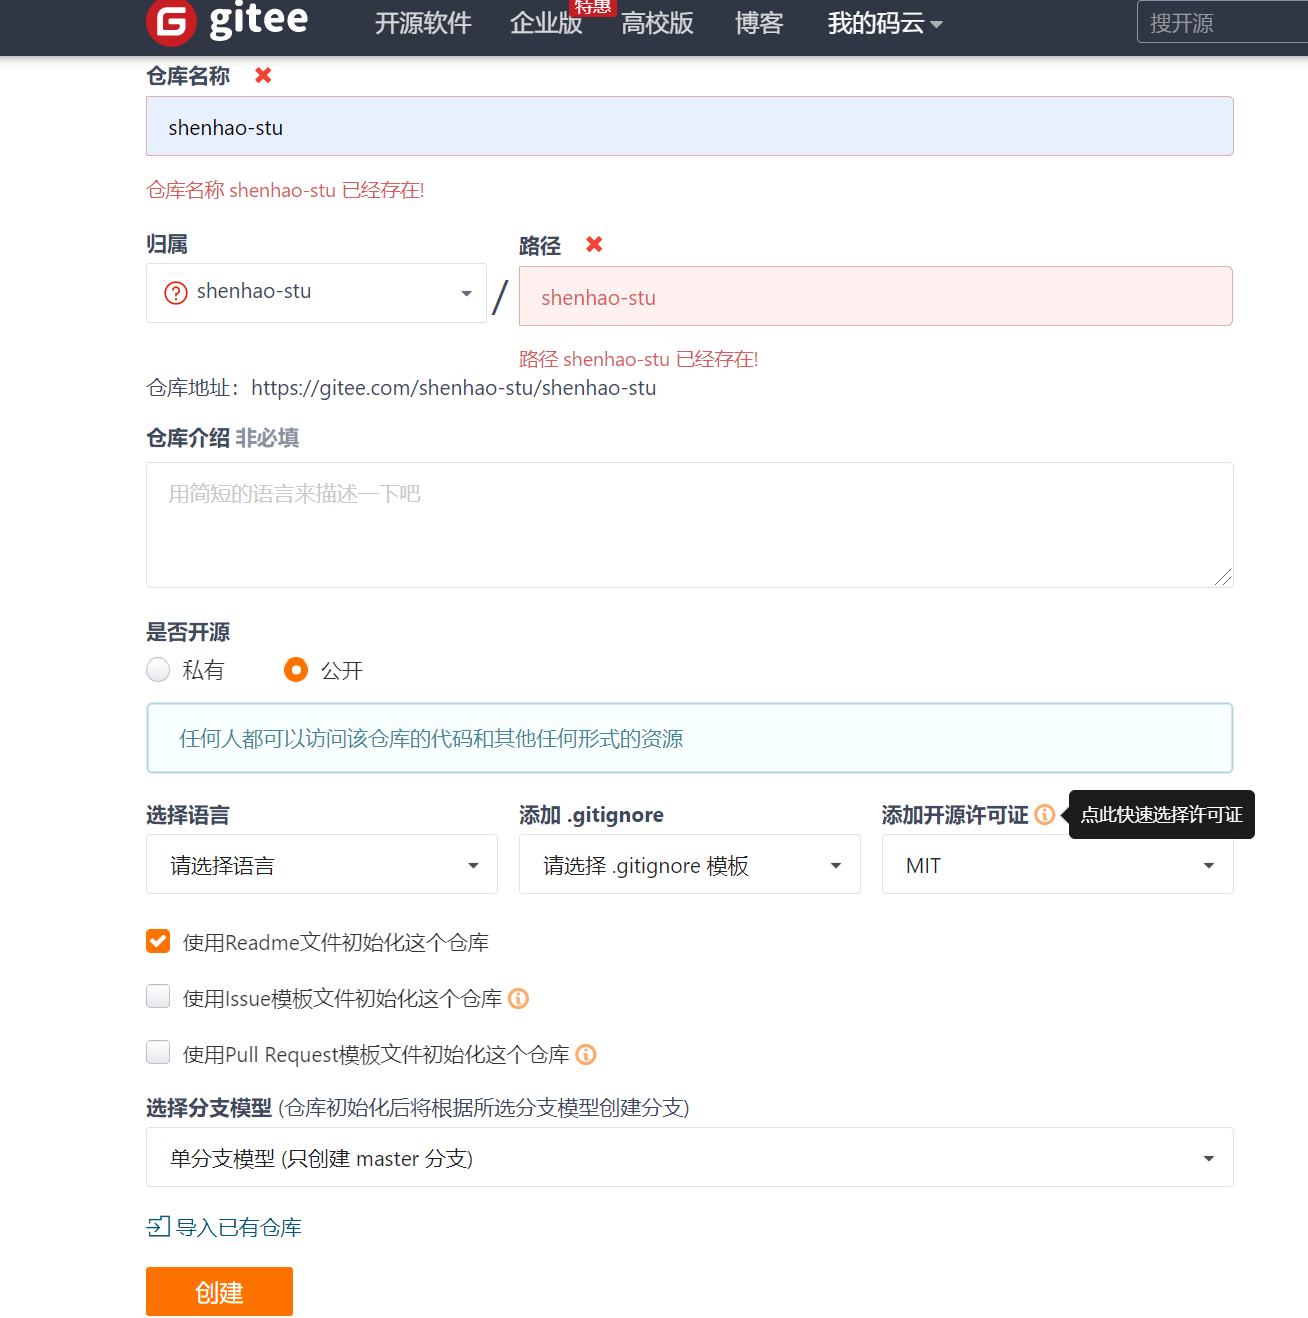 gitee 开源软件 企业版 特惠 高校版 博客 我的码云 搜开源
仓库名称
shenhao-stu
仓库名称 shenhao-stu 已经存在!
归属 路径
shenhao-stu / shenhao-stu
路径 shenhao-stu 已经存在!
仓库地址：https://gitee.com/shenhao-stu/shenhao-stu
仓库介绍 非必填
用简短的语言来描述一下吧
是否开源
私有 公开
任何人都可以访问该仓库的代码和其他任何形式的资源
选择语言 添加 .gitignore 添加开源许可证 点此快速选择许可证
请选择语言 请选择 .gitignore 模板 MIT
使用Readme文件初始化这个仓库
使用Issue模板文件初始化这个仓库
使用Pull Request模板文件初始化这个仓库
选择分支模型 (仓库初始化后将根据所选分支模型创建分支)
单分支模型 (只创建 master 分支)
导入已有仓库
创建